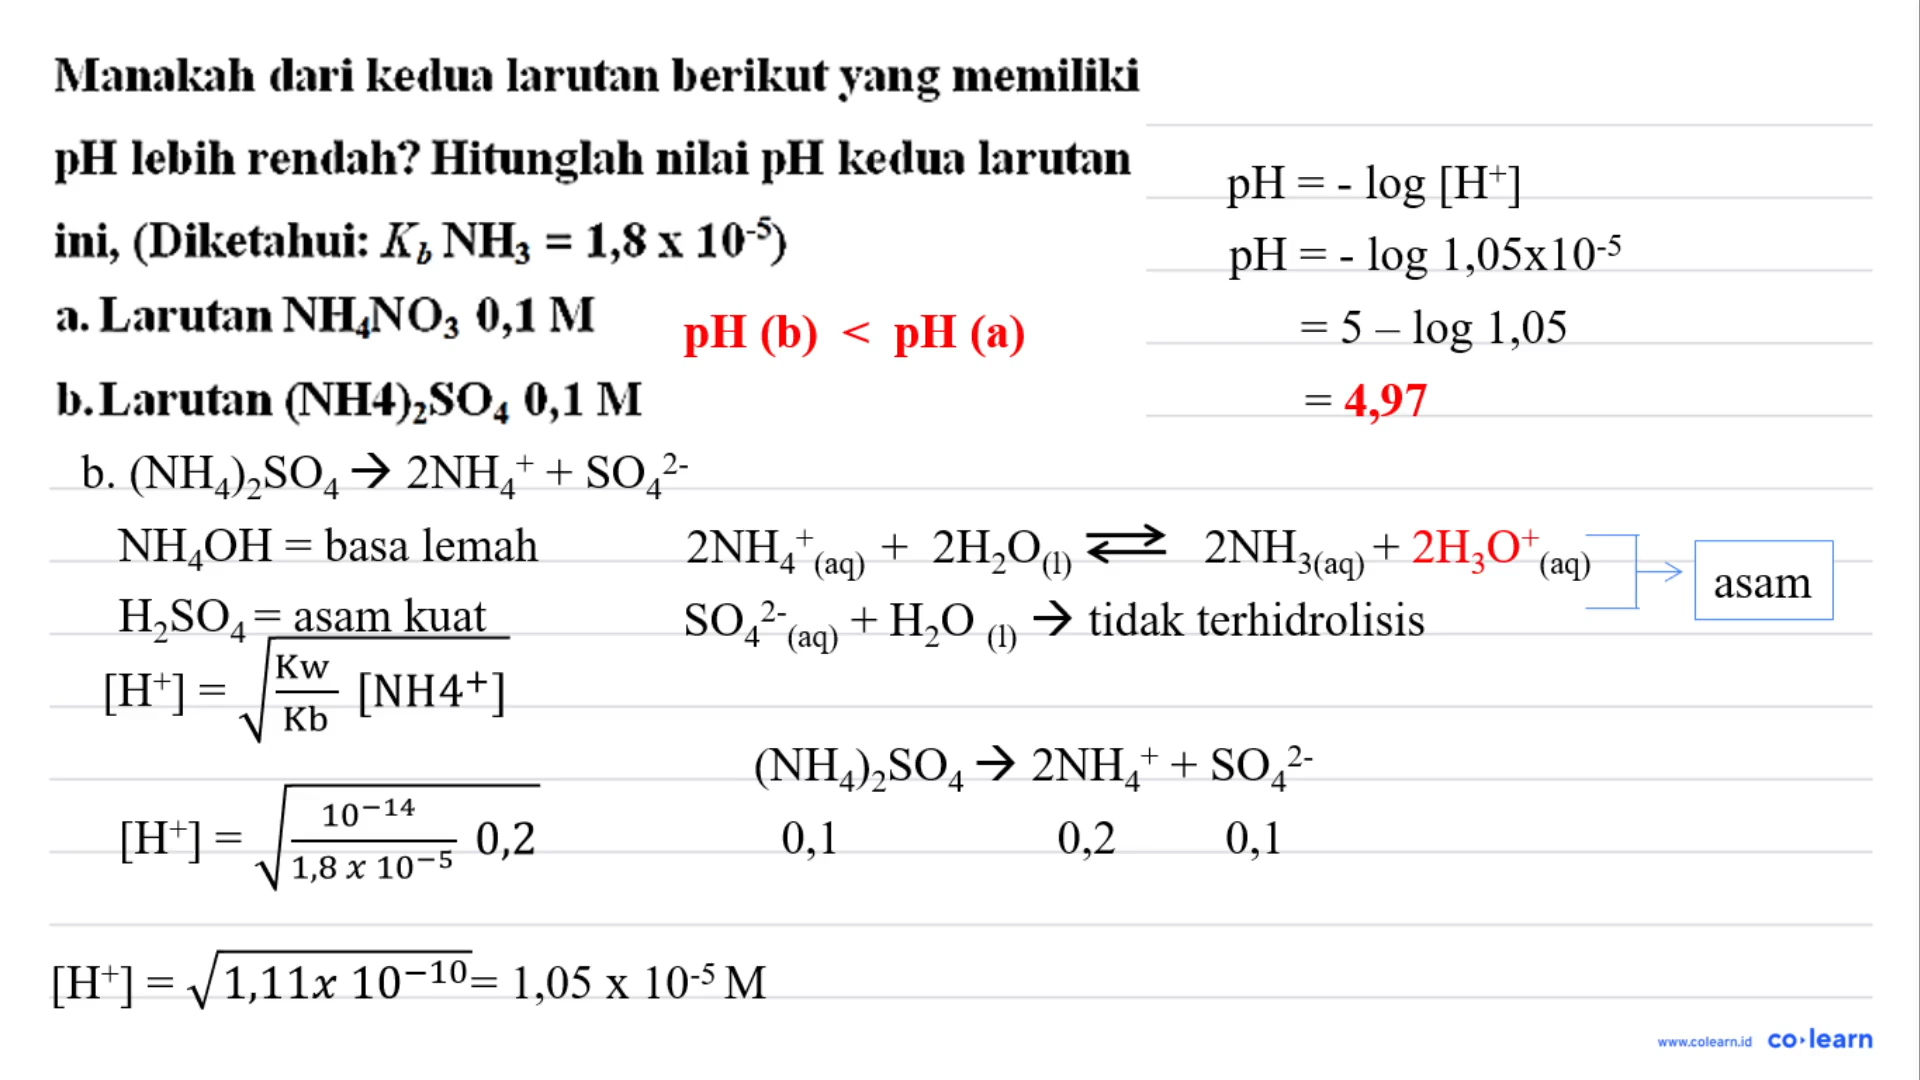 Manakah dari kedua larutan berikut yang memiliki
pH lebih rendah? Hitunglah nilai pH kedua larutan
ini, (Diketahui: K_b NH₃ = 1,8 x 10⁻⁵)
a. Larutan NH₄NO₃ 0,1 M
b. Larutan (NH4)₂SO₄ 0,1 M
pH (b) < pH (a)
pH = - log [H⁺]
pH = - log 1,05x10⁻⁵
= 5 – log 1,05
= 4,97
b. (NH₄)₂SO₄ → 2NH₄⁺ + SO₄²⁻
NH₄OH = basa lemah
H₂SO₄ = asam kuat
2NH₄⁺(aq) + 2H₂O(l) ⇌ 2NH₃(aq) + 2H₃O⁺(aq)
SO₄²⁻(aq) + H₂O (l) → tidak terhidrolisis
asam
[H⁺] = √(Kw/Kb [NH4⁺])
[H⁺] = √(10⁻¹⁴/1,8 x 10⁻⁵ 0,2)
(NH₄)₂SO₄ → 2NH₄⁺ + SO₄²⁻
0,1 0,2 0,1
[H⁺] = √(1,11x 10⁻¹⁰) = 1,05 x 10⁻⁵ M
www.colearn.id co·learn